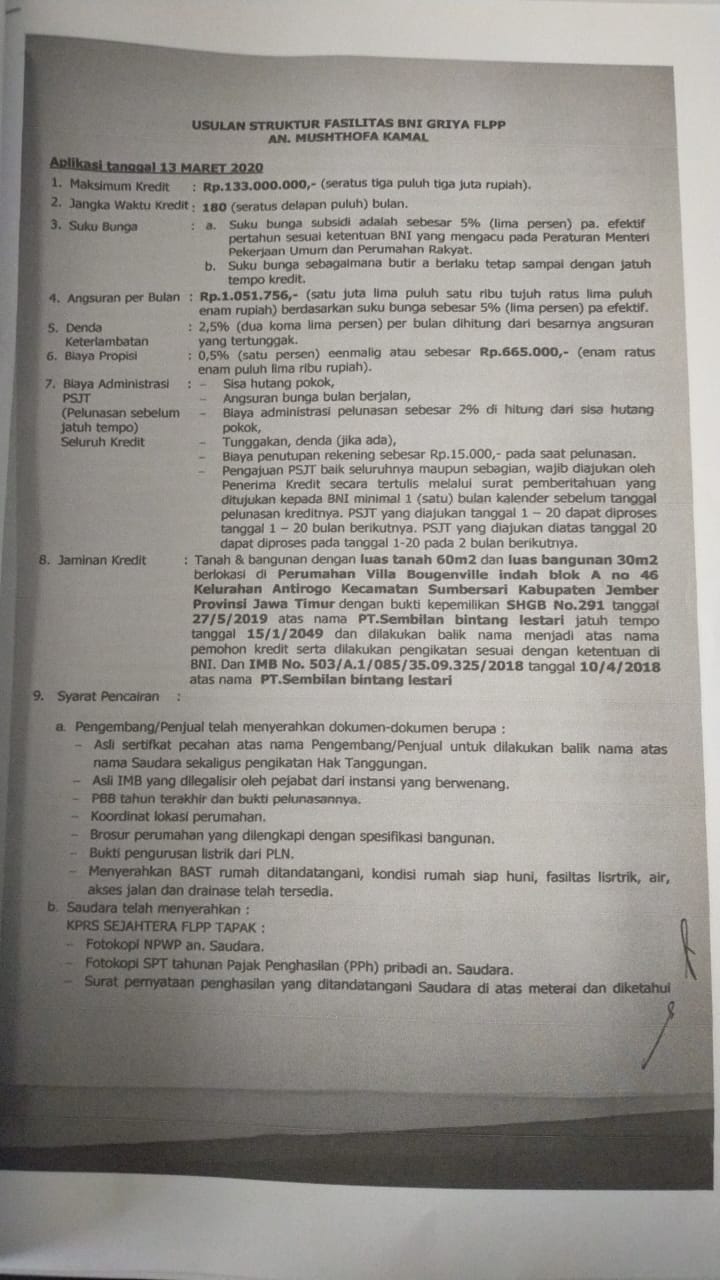 USULAN STRUKTUR FASILITAS BNI GRIYA FLPP
AN. MUSHTHOFA KAMAL
Aplikasi tanggal 13 MARET 2020
1. Maksimum Kredit : Rp.133.000.000,- (seratus tiga puluh tiga juta rupiah).
2. Jangka Waktu Kredit : 180 (seratus delapan puluh) bulan.
3. Suku Bunga : a. Suku bunga subsidi adalah sebesar 5% (lima persen) pa. efektif
pertahun sesuai ketentuan BNI yang mengacu pada Peraturan Menteri
Pekerjaan Umum dan Perumahan Rakyat.
b. Suku bunga sebagaimana butir a berlaku tetap sampai dengan jatuh
tempo kredit.
4. Angsuran per Bulan : Rp.1.051.756,- (satu juta lima puluh satu ribu tujuh ratus lima puluh
enam rupiah) berdasarkan suku bunga sebesar 5% (lima persen) pa efektif.
5. Denda : 2,5% (dua koma lima persen) per bulan dihitung dari besarnya angsuran
Keterlambatan yang tertunggak.
6. Biaya Propisi : 0,5% (satu persen) eenmalig atau sebesar Rp.665.000,- (enam ratus
enam puluh lima ribu rupiah).
7. Biaya Administrasi : – Sisa hutang pokok,
PSJT – Angsuran bunga bulan berjalan,
(Pelunasan sebelum – Biaya administrasi pelunasan sebesar 2% di hitung dari sisa hutang
jatuh tempo) pokok,
Seluruh Kredit – Tunggakan, denda (jika ada),
– Biaya penutupan rekening sebesar Rp.15.000,- pada saat pelunasan.
– Pengajuan PSJT baik seluruhnya maupun sebagian, wajib diajukan oleh
Penerima Kredit secara tertulis melalui surat pemberitahuan yang
ditujukan kepada BNI minimal 1 (satu) bulan kalender sebelum tanggal
pelunasan kreditnya. PSJT yang diajukan tanggal 1 – 20 dapat diproses
tanggal 1 – 20 bulan berikutnya. PSJT yang diajukan diatas tanggal 20
dapat diproses pada tanggal 1-20 pada 2 bulan berikutnya.
8. Jaminan Kredit : Tanah & bangunan dengan luas tanah 60m2 dan luas bangunan 30m2
berlokasi di Perumahan Villa Bougenville indah blok A no 46
Kelurahan Antirogo Kecamatan Sumbersari Kabupaten Jember
Provinsi Jawa Timur dengan bukti kepemilikan SHGB No.291 tanggal
27/5/2019 atas nama PT.Sembilan bintang lestari jatuh tempo
tanggal 15/1/2049 dan dilakukan balik nama menjadi atas nama
pemohon kredit serta dilakukan pengikatan sesuai dengan ketentuan di
BNI. Dan IMB No. 503/A.1/085/35.09.325/2018 tanggal 10/4/2018
atas nama PT.Sembilan bintang lestari
9. Syarat Pencairan :
a. Pengembang/Penjual telah menyerahkan dokumen-dokumen berupa :
– Asli sertifkat pecahan atas nama Pengembang/Penjual untuk dilakukan balik nama atas
nama Saudara sekaligus pengikatan Hak Tanggungan.
– Asli IMB yang dilegalisir oleh pejabat dari instansi yang berwenang.
– PBB tahun terakhir dan bukti pelunasannya.
– Koordinat lokasi perumahan.
– Brosur perumahan yang dilengkapi dengan spesifikasi bangunan.
– Bukti pengurusan listrik dari PLN.
– Menyerahkan BAST rumah ditandatangani, kondisi rumah siap huni, fasiltas lisrtrik, air,
akses jalan dan drainase telah tersedia.
b. Saudara telah menyerahkan :
KPRS SEJAHTERA FLPP TAPAK :
– Fotokopi NPWP an. Saudara.
– Fotokopi SPT tahunan Pajak Penghasilan (PPh) pribadi an. Saudara.
– Surat pernyataan penghasilan yang ditandatangani Saudara di atas meterai dan diketahui